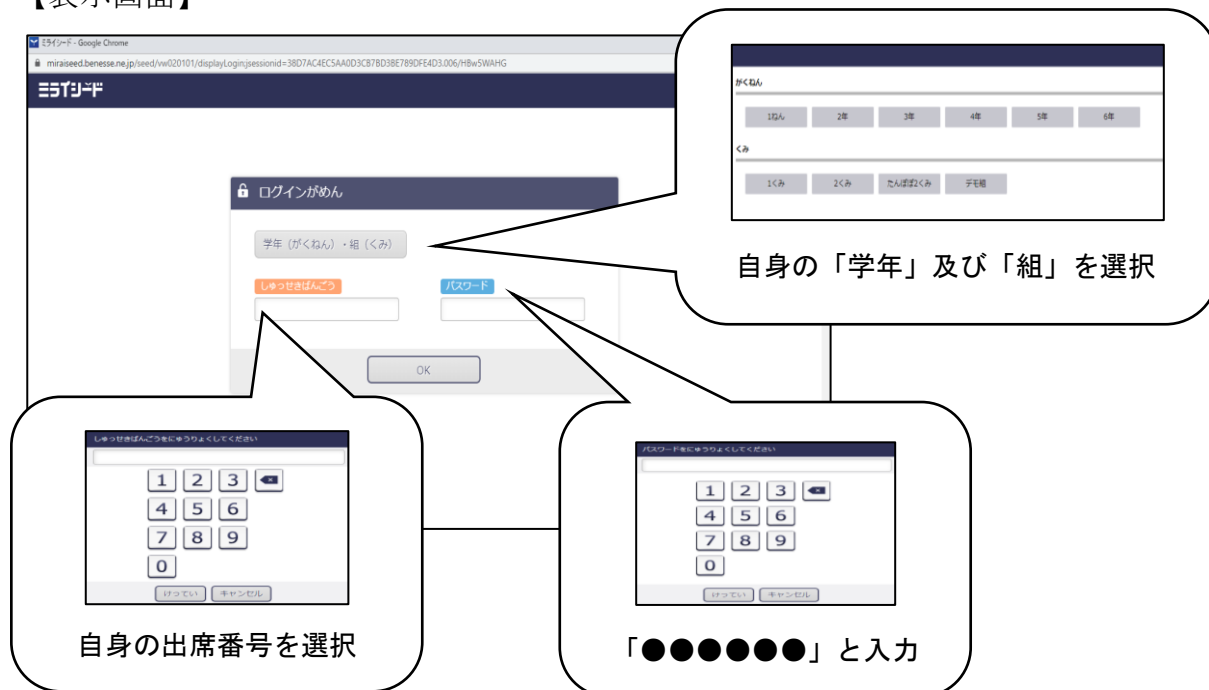 【表示画面】
ミライシード - Google Chrome
miraiseed.benesse.ne.jp/seed/vw020101/displayLogin;jsessionid=38D7AC4EC5AA0D3CB7BD3BE789DFE4D3.006/HBwSWAHG
ミライシード
ログインがめん
学年（がくねん）・組（くみ）
しゅっせきばんごう
パスワード
OK
がくねん
1ねん 2年 3年 4年 5年 6年
くみ
1くみ 2くみ たんぽぽ2くみ デモ組
自身の「学年」及び「組」を選択
しゅっせきばんごうをにゅうりょくしてください
1 2 3
4 5 6
7 8 9
0
けってい キャンセル
自身の出席番号を選択
パスワードをにゅうりょくしてください
1 2 3
4 5 6
7 8 9
0
けってい キャンセル
「●●●●●●」と入力